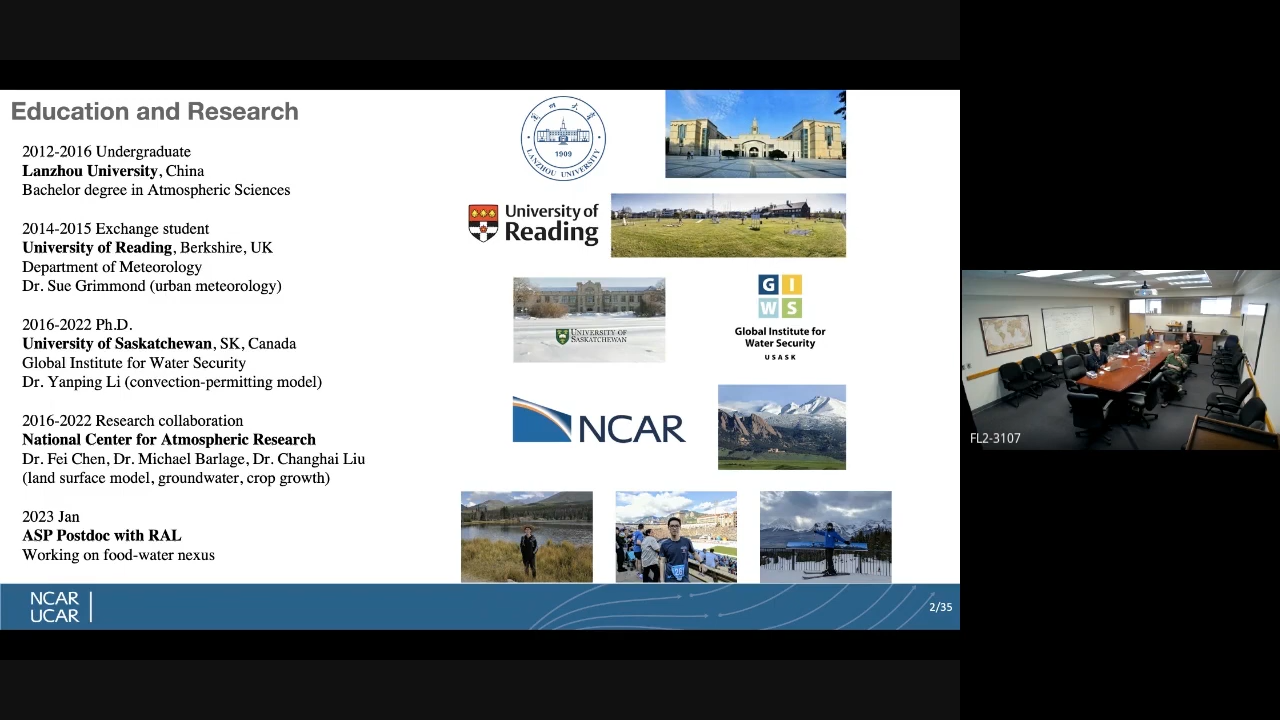 Education and Research
2012-2016 Undergraduate
Lanzhou University, China
Bachelor degree in Atmospheric Sciences
2014-2015 Exchange student
University of Reading, Berkshire, UK
Department of Meteorology
Dr. Sue Grimmond (urban meteorology)
2016-2022 Ph.D.
University of Saskatchewan, SK, Canada
Global Institute for Water Security
Dr. Yanping Li (convection-permitting model)
2016-2022 Research collaboration
National Center for Atmospheric Research
Dr. Fei Chen, Dr. Michael Barlage, Dr. Changhai Liu
(land surface model, groundwater, crop growth)
2023 Jan
ASP Postdoc with RAL
Working on food-water nexus
1909
LANZHOU UNIVERSITY
University of
Reading
UNIVERSITY OF
SASKATCHEWAN
G I
W S
Global Institute for
Water Security
USASK
NCAR
NCAR
UCAR
2/35
FL2-3107